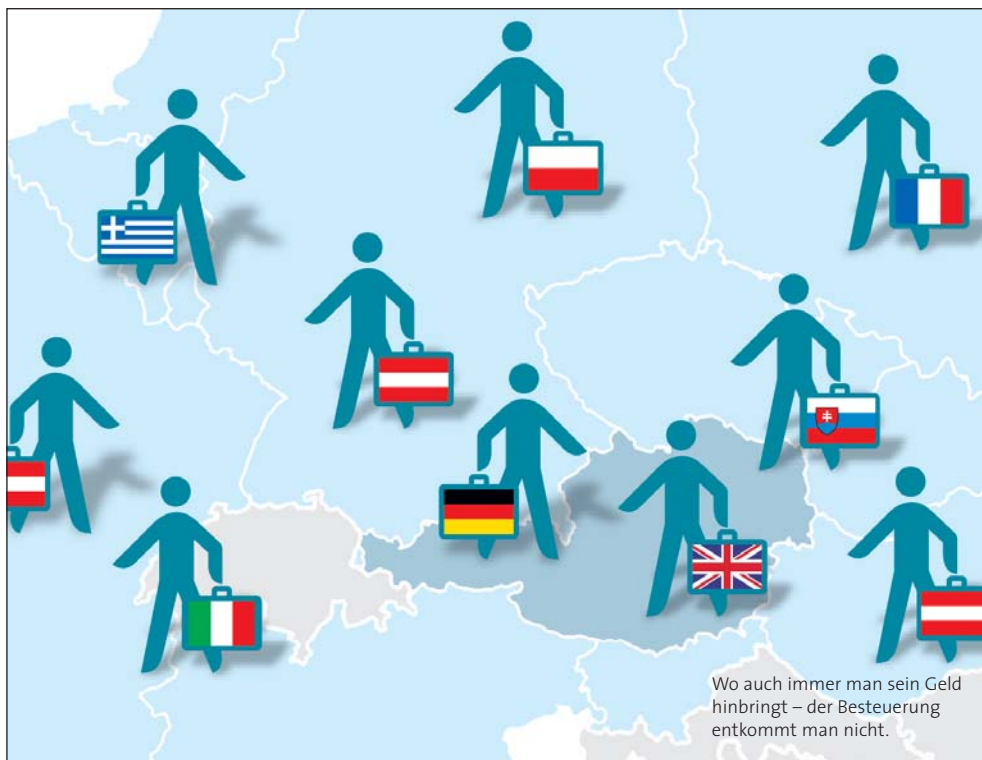 Wo auch immer man sein Geld
hinbringt – der Besteuerung
entkommt man nicht.